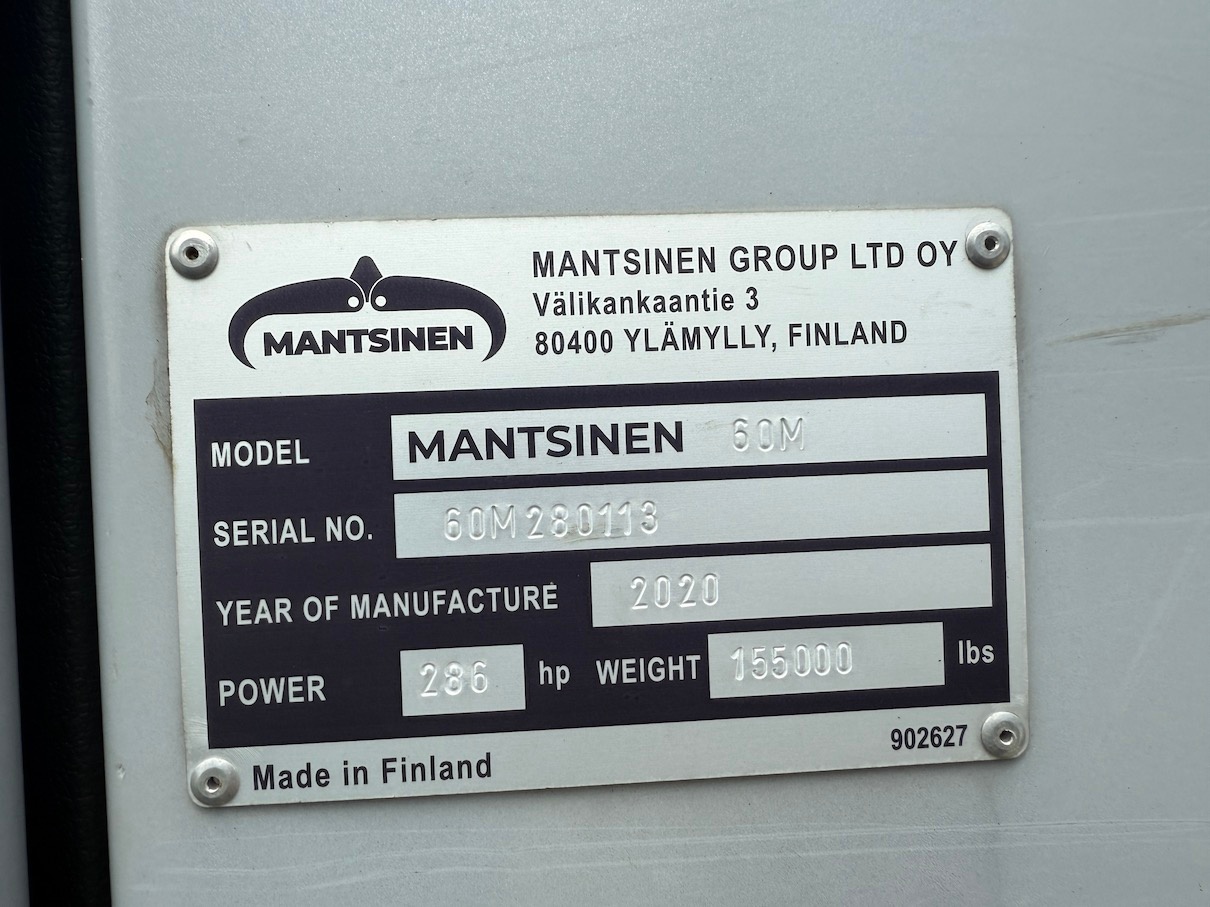 MANTSINEN
MANTSINEN GROUP LTD OY
Välikankaantie 3
80400 YLÄMYLLY, FINLAND
MODEL MANTSINEN 60M
SERIAL NO. 60M280113
YEAR OF MANUFACTURE 2020
POWER 286 hp WEIGHT 155000 lbs
902627
Made in Finland